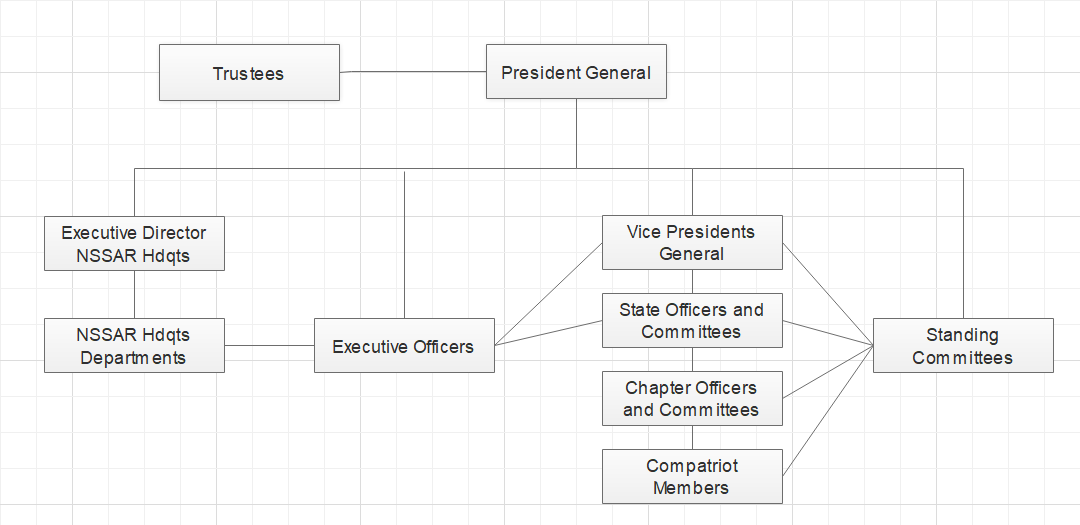 Trustees
President General
Executive Director
NSSAR Hdqts
Vice Presidents
General
NSSAR Hdqts
Departments
Executive Officers
State Officers and
Committees
Standing
Committees
Chapter Officers
and Committees
Compatriot
Members